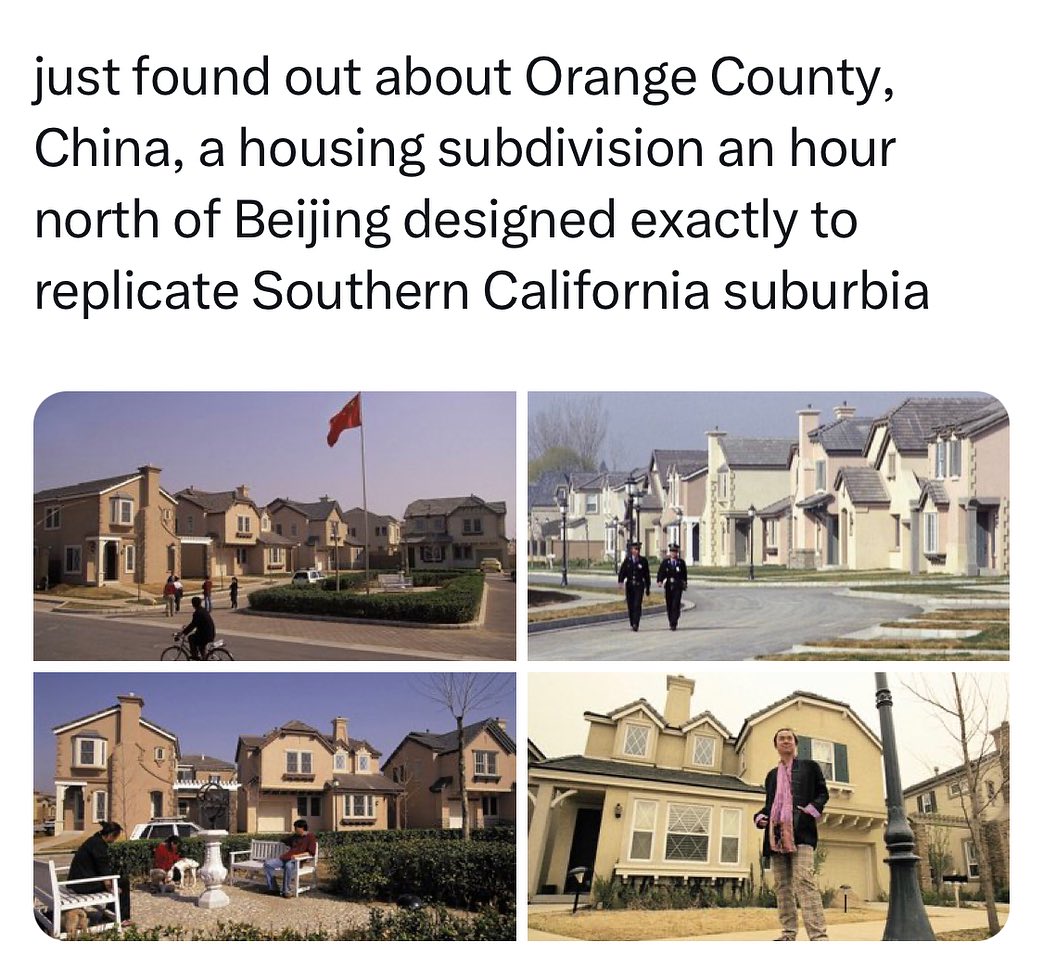 just found out about Orange County,
China, a housing subdivision an hour
north of Beijing designed exactly to
replicate Southern California suburbia